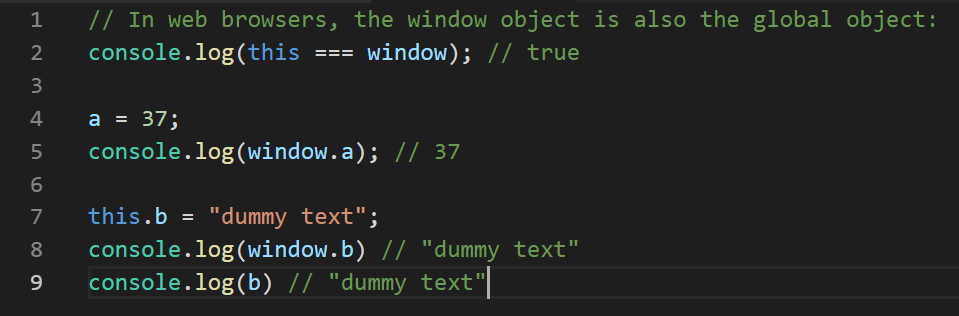 1 // In web browsers, the window object is also the global object:
2 console.log(this === window); // true
3
4 a = 37;
5 console.log(window.a); // 37
6
7 this.b = "dummy text";
8 console.log(window.b) // "dummy text"
9 console.log(b) // "dummy text"